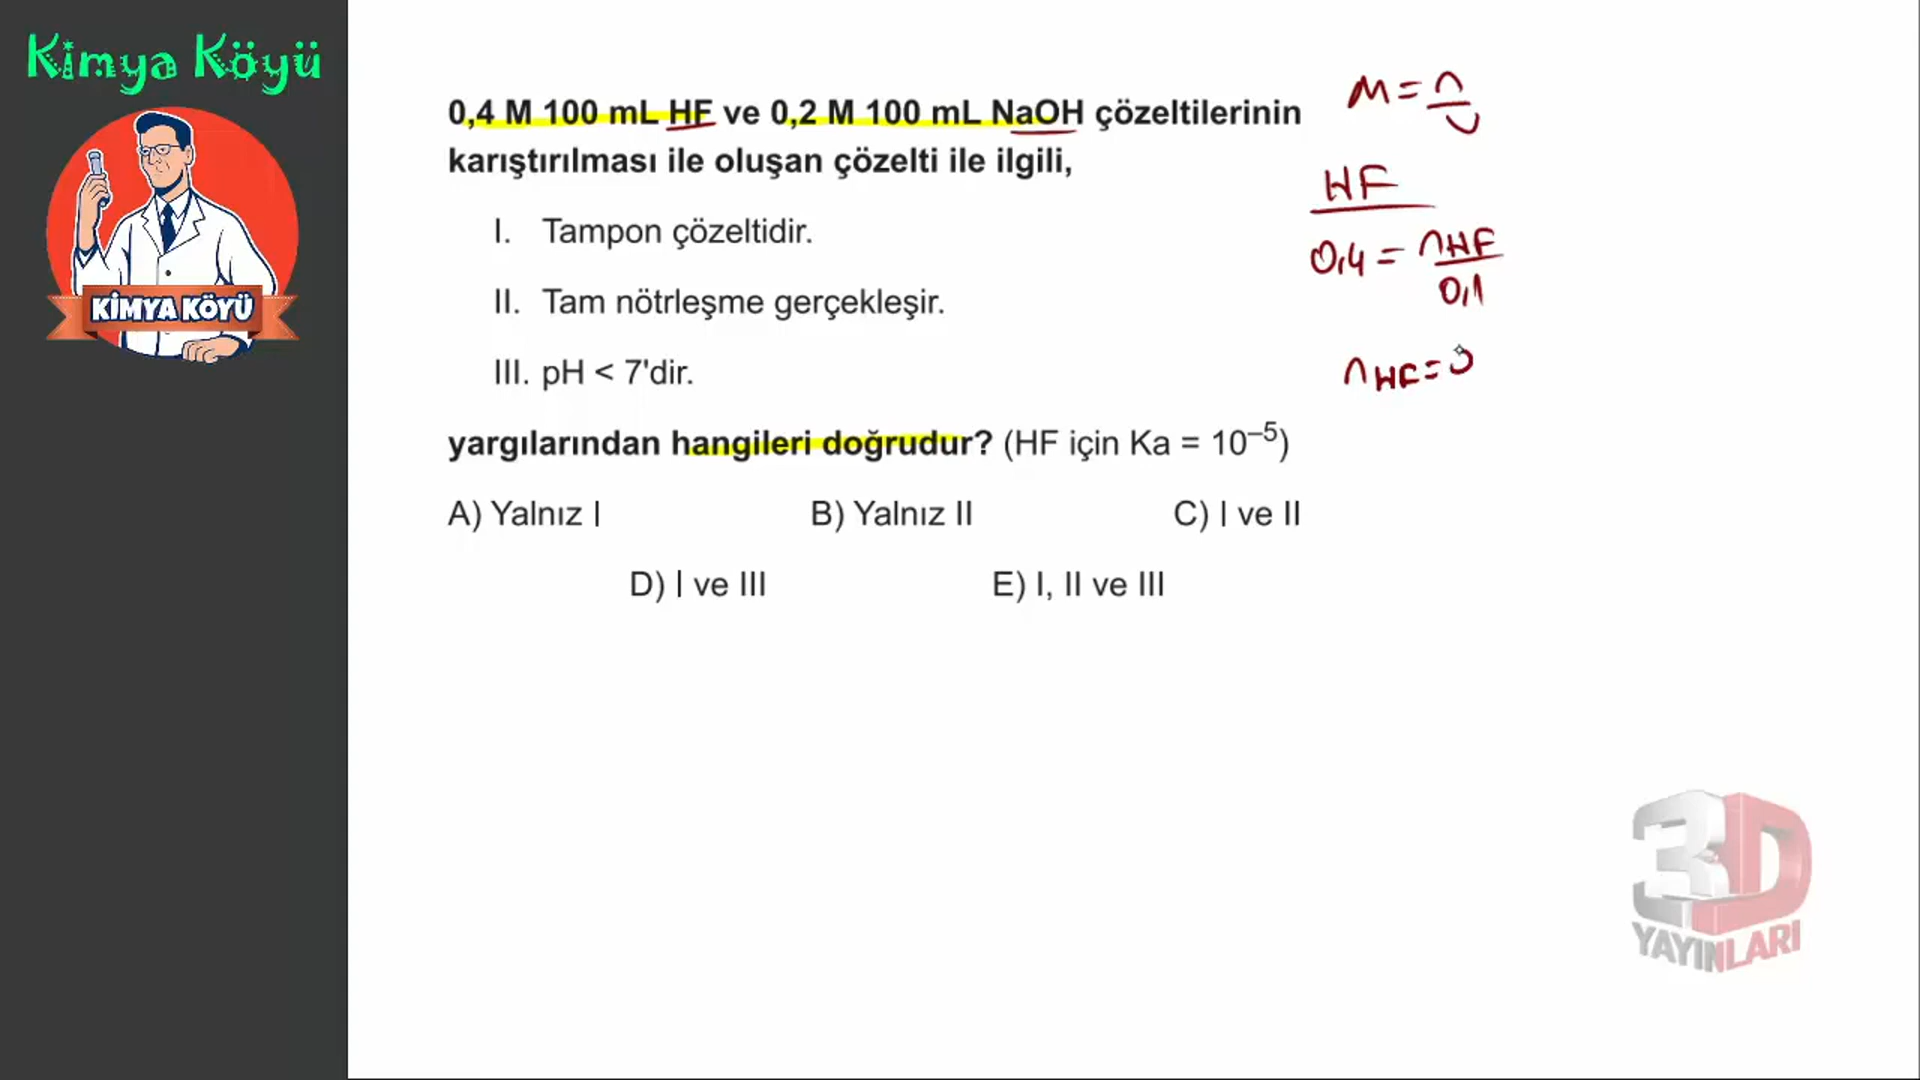 Kimya Köyü
KİMYA KÖYÜ
0,4 M 100 mL HF ve 0,2 M 100 mL NaOH çözeltilerinin
karıştırılması ile oluşan çözelti ile ilgili,
I. Tampon çözeltidir.
II. Tam nötrleşme gerçekleşir.
III. pH < 7'dir.
yargılarından hangileri doğrudur? (HF için Ka = 10⁻⁵)
A) Yalnız I
B) Yalnız II
C) I ve II
D) I ve III
E) I, II ve III
M = n/V
HF
0,4 = nHF/0,1
nHF = 0
3D
YAYINLARI